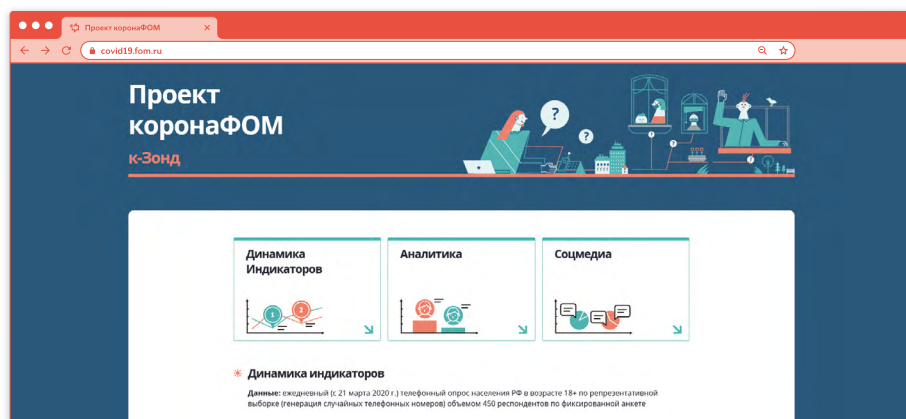 Проект коронаФОМ
covid19.fom.ru
Проект
коронаФОМ
к-Зонд
? ? ? ? ?
Динамика
Индикаторов
Аналитика
Соцмедиа
1 2
Динамика индикаторов
Данные: ежедневный (с 21 марта 2020 г.) телефонный опрос населения РФ в возрасте 18+ по репрезентативной
выборке (генерация случайных телефонных номеров) объемом 450 респондентов по фиксированной анкете